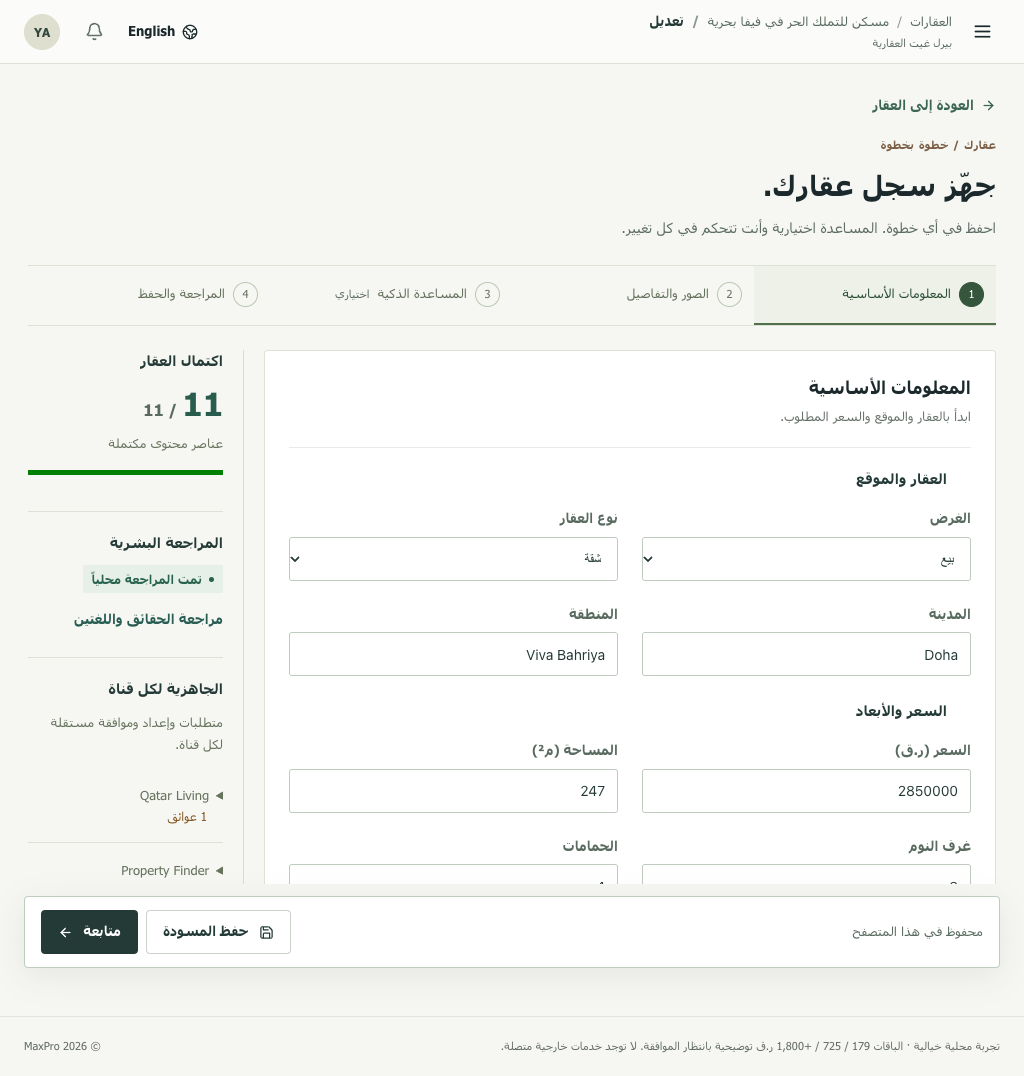 العقارات / مسكن للتملك الحر في فيفا بحرية / تعديل
بيرل غيت العقارية
English
YA
العودة إلى العقار
عقارك / خطوة بخطوة
جهّز سجل عقارك.
احفظ في أي خطوة. المساعدة اختيارية وأنت تتحكم في كل تغيير.
1 المعلومات الأساسية
2 الصور والتفاصيل
3 المساعدة الذكية اختياري
4 المراجعة والحفظ
المعلومات الأساسية
ابدأ بالعقار والموقع والسعر المطلوب.
العقار والموقع
الغرض
نوع العقار
بيع
شقة
المدينة
المنطقة
Doha
Viva Bahriya
السعر والأبعاد
السعر (ر.ق)
المساحة (م²)
2850000
247
غرف النوم
الحمامات
اكتمال العقار
11 / 11
عناصر محتوى مكتملة
المراجعة البشرية
• تمت المراجعة محلياً
مراجعة الحقائق واللغتين
الجاهزية لكل قناة
متطلبات وإعداد وموافقة مستقلة
لكل قناة.
Qatar Living
1 عوائق
Property Finder
محفوظ في هذا المتصفح
حفظ المسودة
متابعة
تجربة محلية خيالية · الباقات 179 / 725 / +1,800 ر.ق توضيحية بانتظار الموافقة. لا توجد خدمات خارجية متصلة.
MaxPro 2026 ©